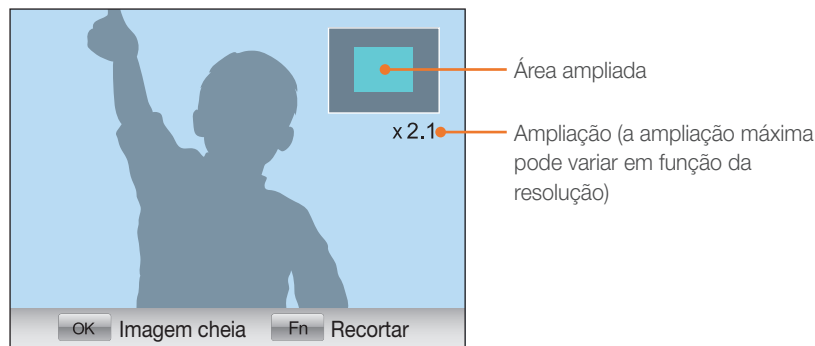 Área ampliada
x 2.1
Ampliação (a ampliação máxima
pode variar em função da
resolução)
OK Imagem cheia Fn Recortar